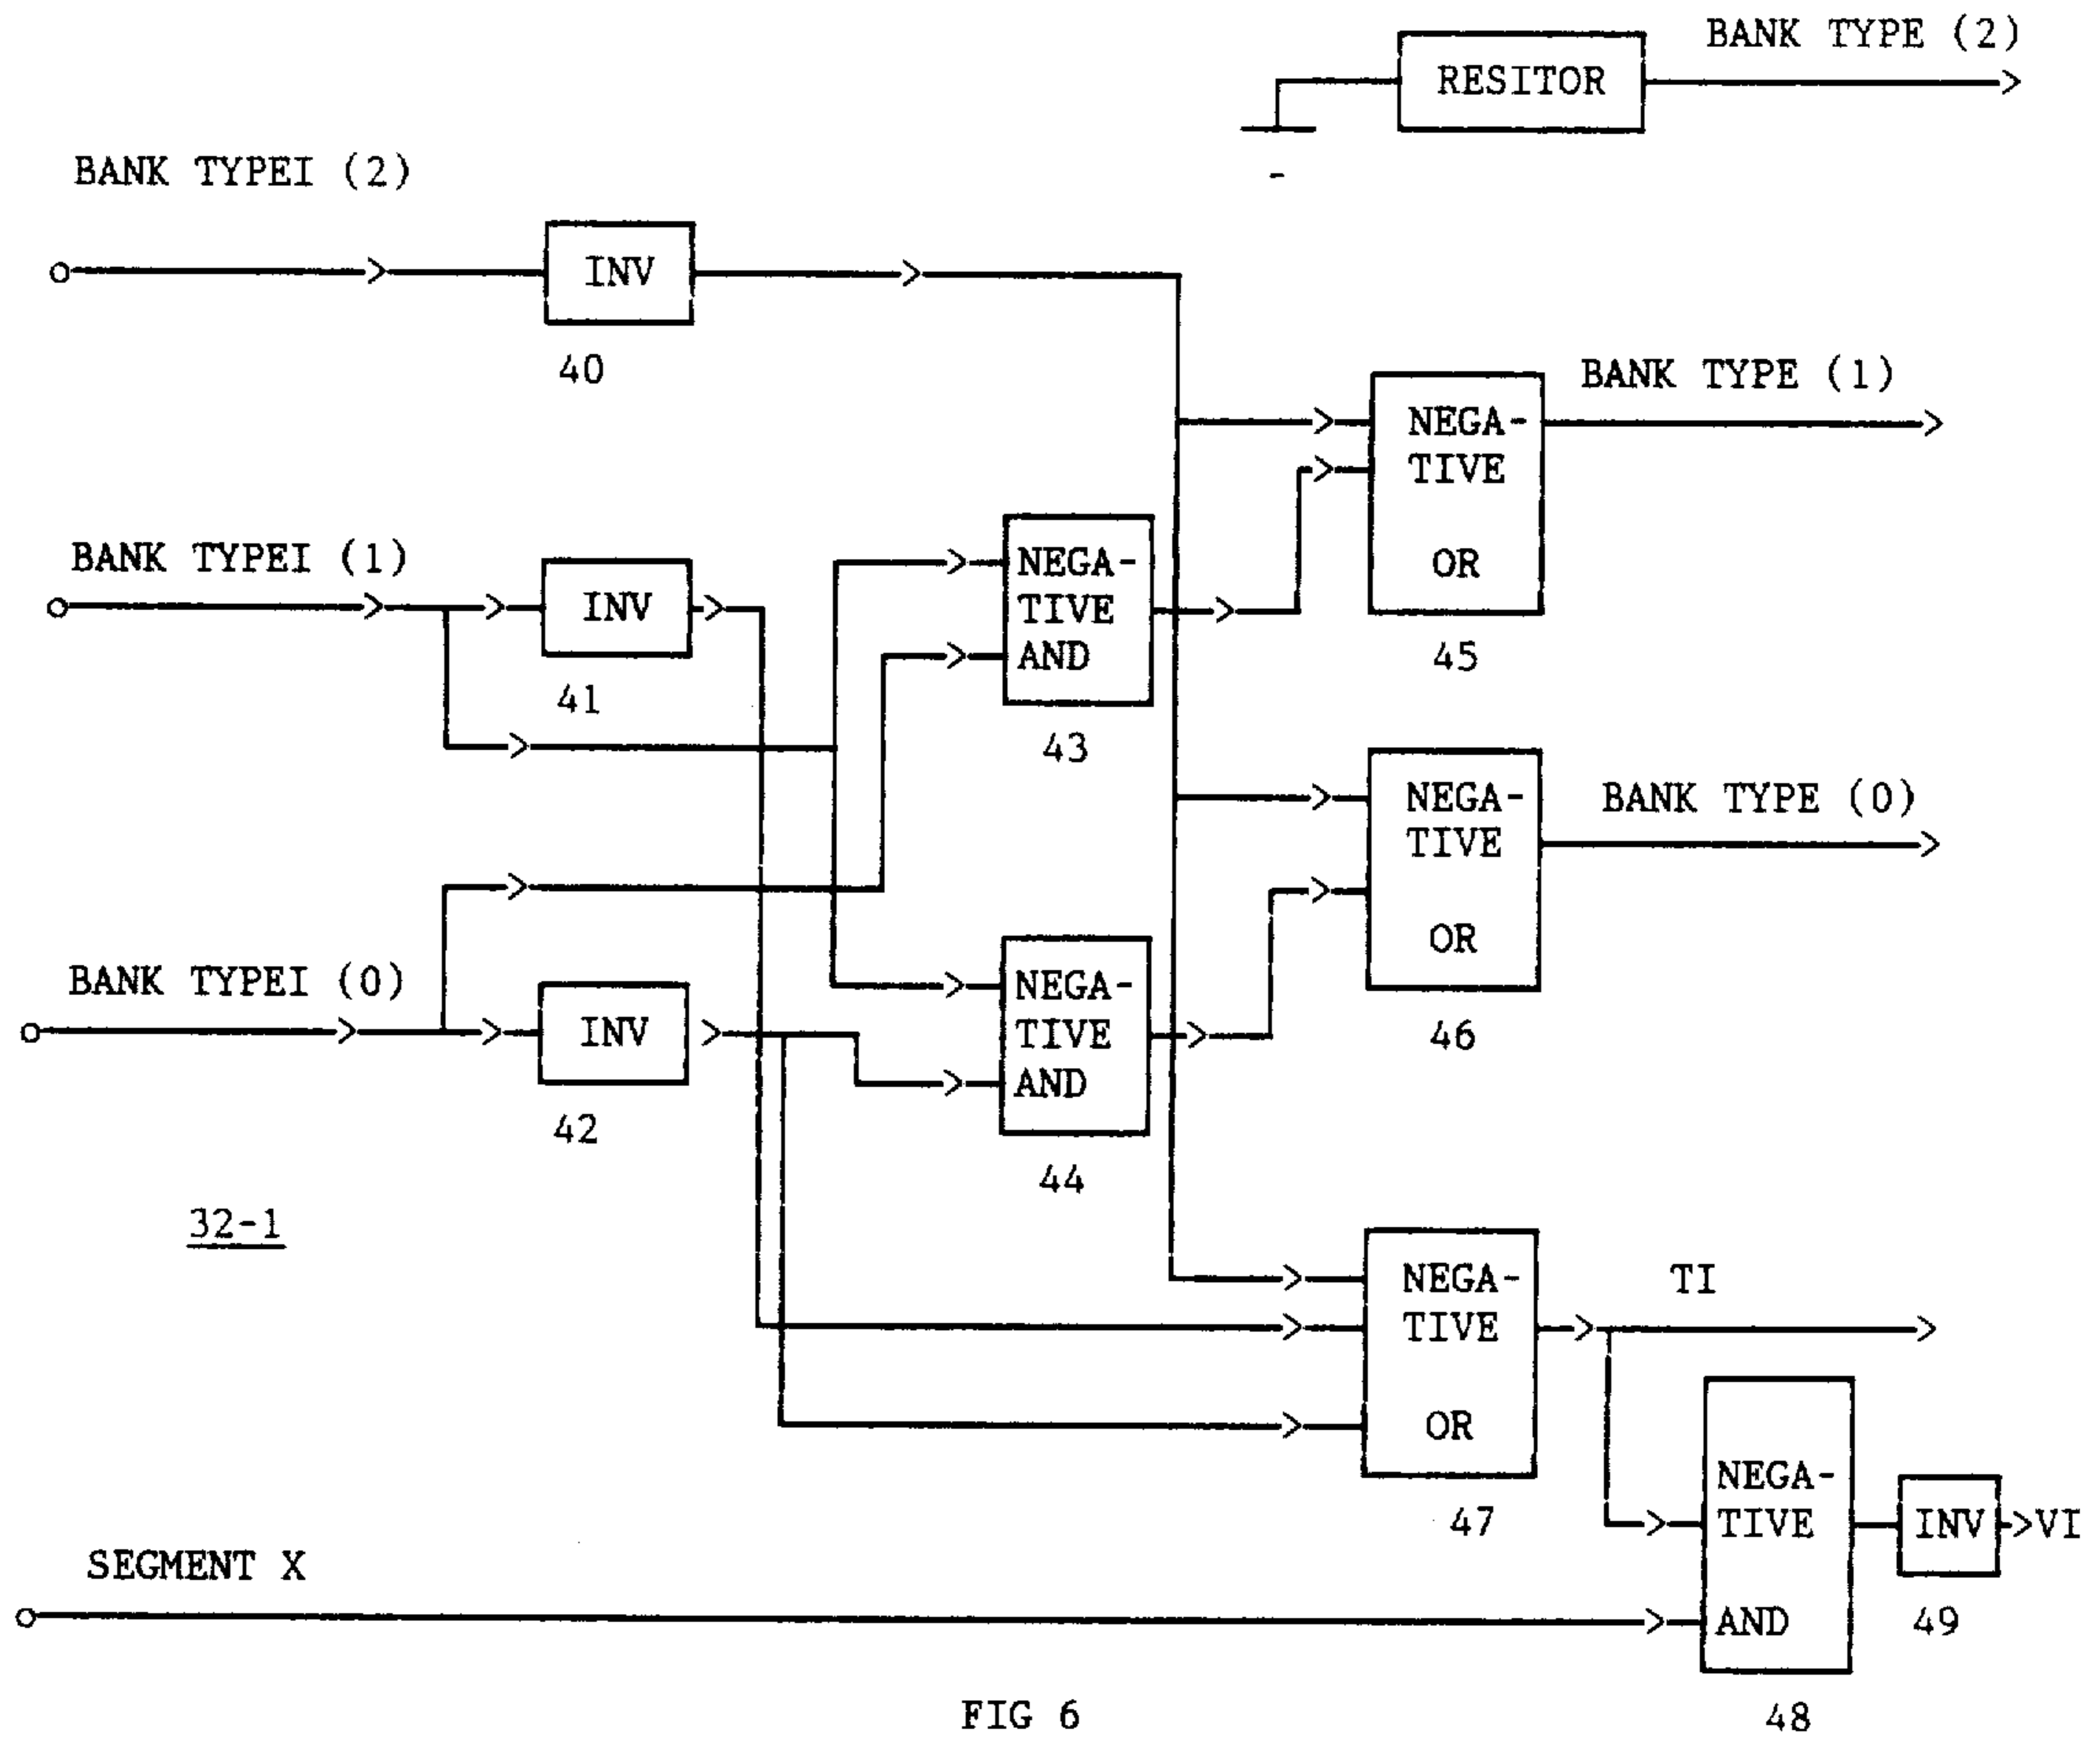 BANK TYPE (2)
RESITOR
BANK TYPEI (2)
INV
40
BANK TYPE (1)
NEGA-
TIVE
OR
45
BANK TYPEI (1)
INV
41
NEGA-
TIVE
AND
43
BANK TYPE (0)
NEGA-
TIVE
OR
46
BANK TYPEI (0)
INV
42
NEGA-
TIVE
AND
44
32-1
NEGA-
TIVE
OR
47
TI
NEGA-
TIVE
AND
48
INV
49
VI
SEGMENT X
FIG 6